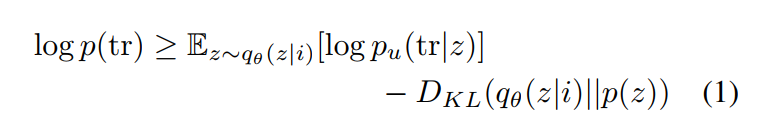 log p(tr) ≥ 𝔼_{z∼q_θ(z|i)}[log p_u(tr|z)]
− D_{KL}(q_θ(z|i)||p(z)) (1)